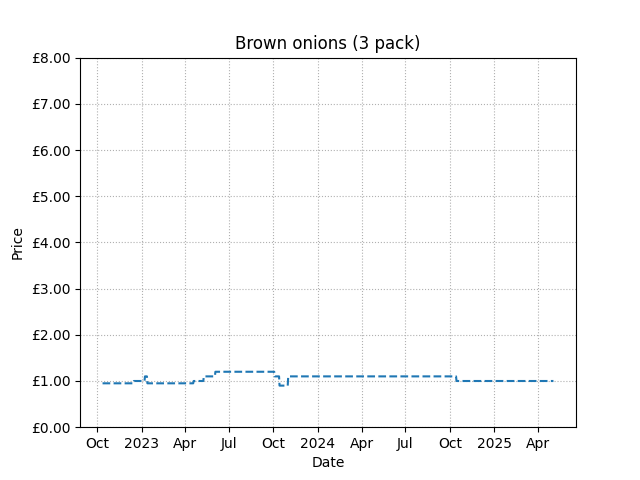 Brown onions (3 pack)
£8.00
£7.00
£6.00
£5.00
£4.00
£3.00
£2.00
£1.00
£0.00
Price
Oct 2023 Apr Jul Oct 2024 Apr Jul Oct 2025 Apr
Date